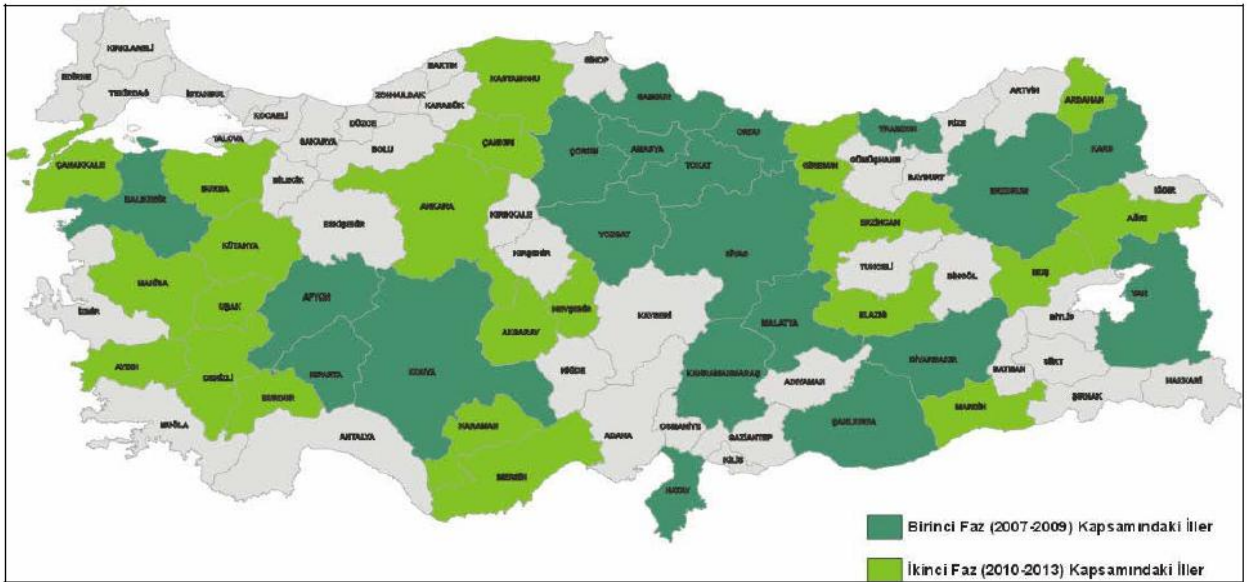 KIRKLARELİ
EDİRNE
TEKİRDAĞ
İSTANBUL
KOCAELİ
YALOVA
SAKARYA
DÜZCE
BOLU
ZONGULDAK
BARTIN
KARABÜK
KASTAMONU
SİNOP
SAMSUN
ÇANKIRI
ÇORUM
AMASYA
TOKAT
ORDU
GİRESUN
TRABZON
GÜMÜŞHANE
BAYBURT
RİZE
ARTVİN
ARDAHAN
KARS
IĞDIR
AĞRI
ERZURUM
ERZİNCAN
ÇANAKKALE
BALIKESİR
BURSA
BİLECİK
ESKİŞEHİR
KÜTAHYA
ANKARA
KIRIKKALE
KIRŞEHİR
YOZGAT
SİVAS
TUNCELİ
BİNGÖL
MUŞ
VAN
BİTLİS
MANİSA
UŞAK
AFYON
İZMİR
AYDIN
DENİZLİ
BURDUR
ISPARTA
KONYA
AKSARAY
NEVŞEHİR
KAYSERİ
NİĞDE
MALATYA
ELAZIĞ
DİYARBAKIR
BATMAN
SİİRT
ŞIRNAK
HAKKARİ
MARDİN
ŞANLIURFA
ADIYAMAN
KAHRAMANMARAŞ
OSMANİYE
GAZİANTEP
KİLİS
HATAY
ADANA
MERSİN
KARAMAN
ANTALYA
MUĞLA
Birinci Faz (2007-2009) Kapsamındaki İller
İkinci Faz (2010-2013) Kapsamındaki İller